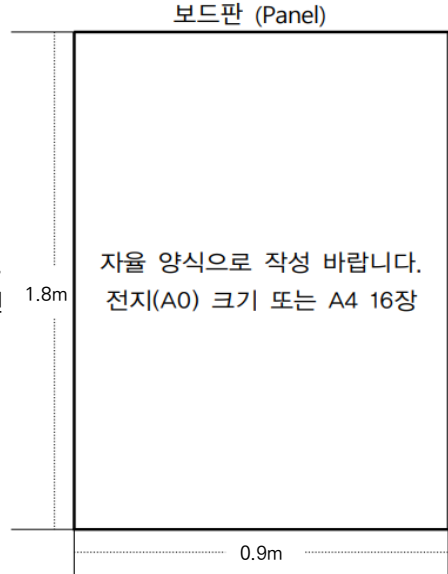 보드판 (Panel)
자율 양식으로 작성 바랍니다.
1.8m
전지(A0) 크기 또는 A4 16장
0.9m